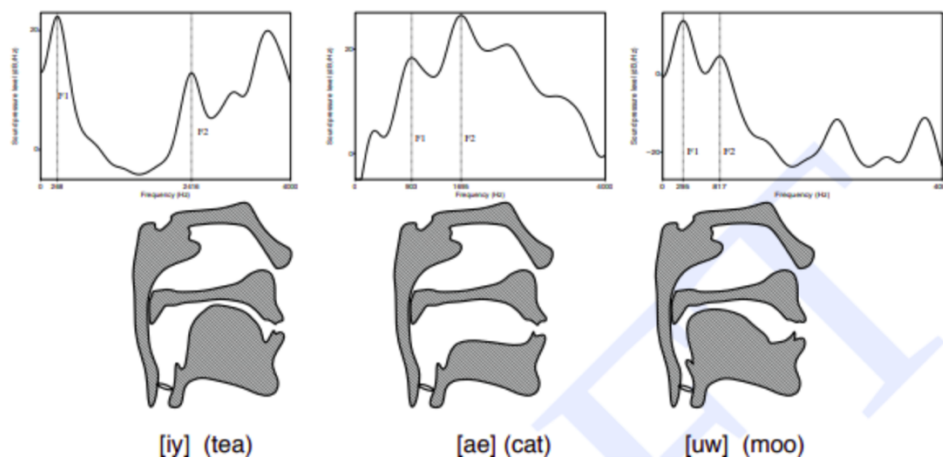 Sound pressure level (dB/Hz)
20
0
F1
F2
0 268 2416 4000
Frequency (Hz)
Sound pressure level (dB/Hz)
20
0
F1
F2
0 903 1695 4000
Frequency (Hz)
Sound pressure level (dB/Hz)
0
−20
F1
F2
0 295 817
Frequency (Hz)
[iy] (tea)
[ae] (cat)
[uw] (moo)